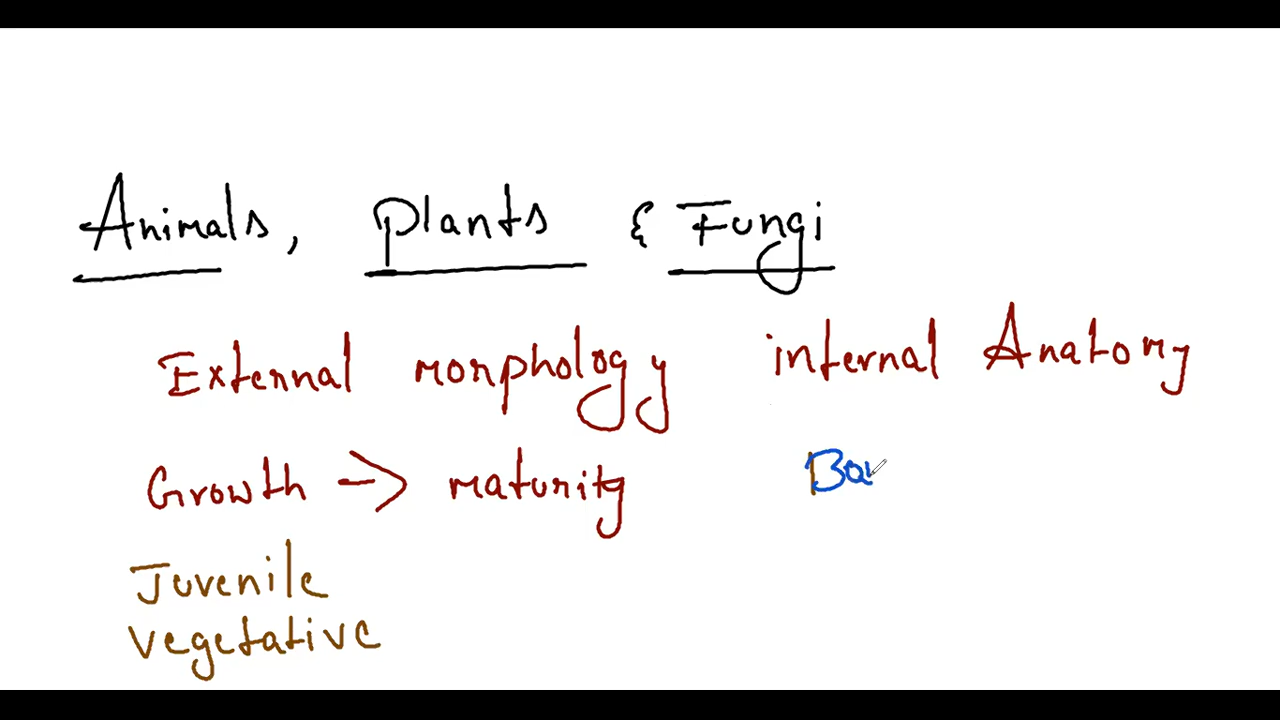 Animals, Plants & Fungi
External morphology internal Anatomy
Growth -> maturity
Juvenile
vegetative